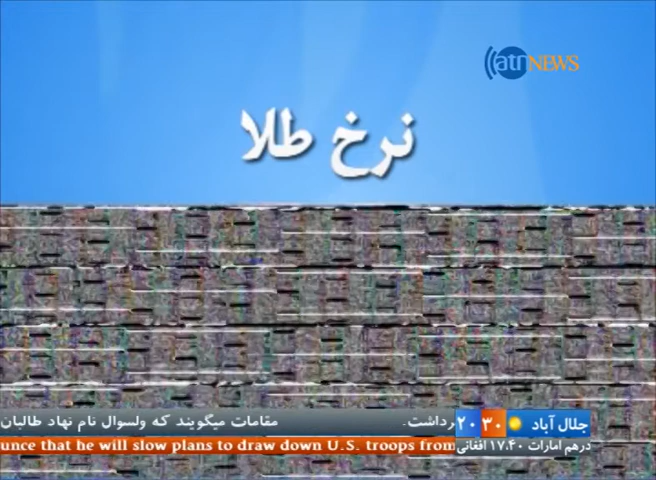 atn NEWS
نرخ طلا
مقامات میگویند که ولسوال نام نهاد طالبان برداشت.
جلال آباد ۳۰ ۲۰
unce that he will slow plans to draw down U.S. troops from
درهم امارات ۱۷.۴۰ افغانی